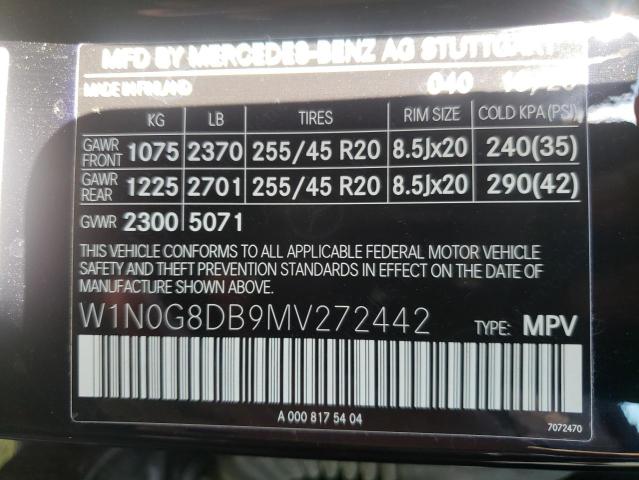 MFD BY MERCEDES-BENZ AG STUTTGART
MADE IN FINLAND 040
KG LB TIRES RIM SIZE COLD KPA (PSI)
GAWR FRONT 1075 2370 255/45 R20 8.5Jx20 240(35)
GAWR REAR 1225 2701 255/45 R20 8.5Jx20 290(42)
GVWR 2300 5071
THIS VEHICLE CONFORMS TO ALL APPLICABLE FEDERAL MOTOR VEHICLE
SAFETY AND THEFT PREVENTION STANDARDS IN EFFECT ON THE DATE OF
MANUFACTURE SHOWN ABOVE.
W1N0G8DB9MV272442 TYPE: MPV
A 000 817 54 04
7072470